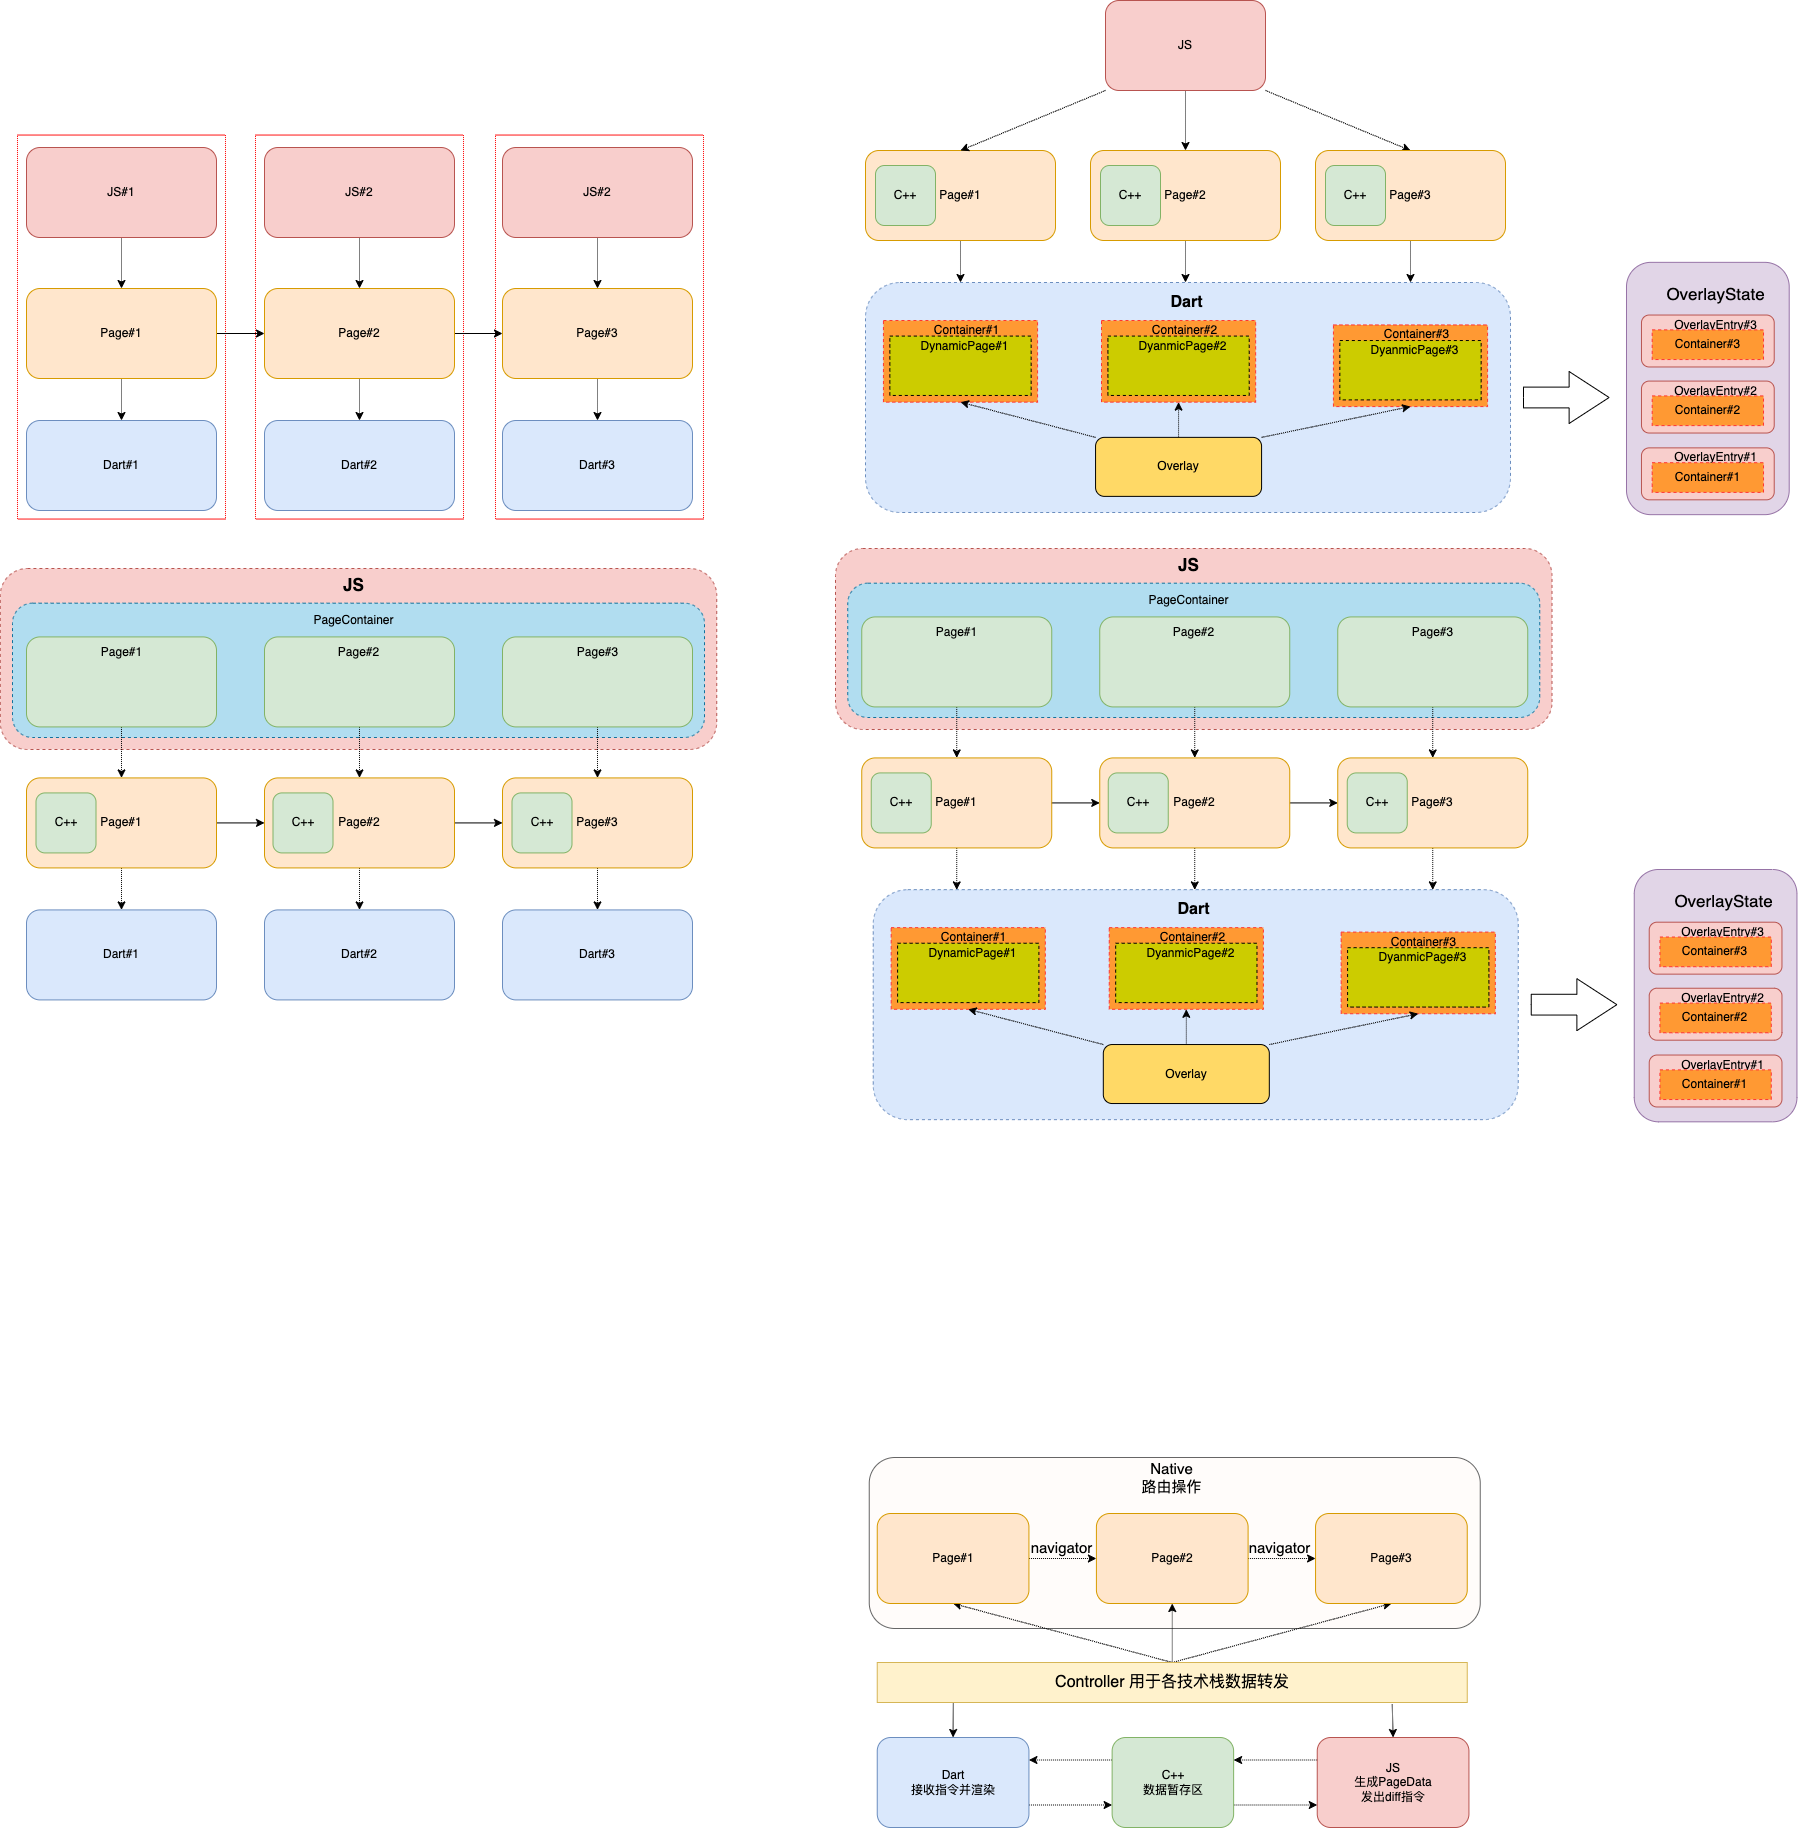 JS#1
JS#2
JS#2
Page#1
Page#2
Page#3
Dart#1
Dart#2
Dart#3
JS
C++
Page#1
C++
Page#2
C++
Page#3
Dart
Container#1
DynamicPage#1
Container#2
DyanmicPage#2
Container#3
DyanmicPage#3
Overlay
OverlayState
OverlayEntry#3
Container#3
OverlayEntry#2
Container#2
OverlayEntry#1
Container#1
JS
PageContainer
Page#1
Page#2
Page#3
C++
Page#1
C++
Page#2
C++
Page#3
Dart#1
Dart#2
Dart#3
JS
PageContainer
Page#1
Page#2
Page#3
C++
Page#1
C++
Page#2
C++
Page#3
Dart
Container#1
DynamicPage#1
Container#2
DyanmicPage#2
Container#3
DyanmicPage#3
Overlay
OverlayState
OverlayEntry#3
Container#3
OverlayEntry#2
Container#2
OverlayEntry#1
Container#1
Native
路由操作
Page#1
navigator
Page#2
navigator
Page#3
Controller 用于各技术栈数据转发
Dart
接收指令并渲染
C++
数据暂存区
JS
生成PageData
发出diff指令